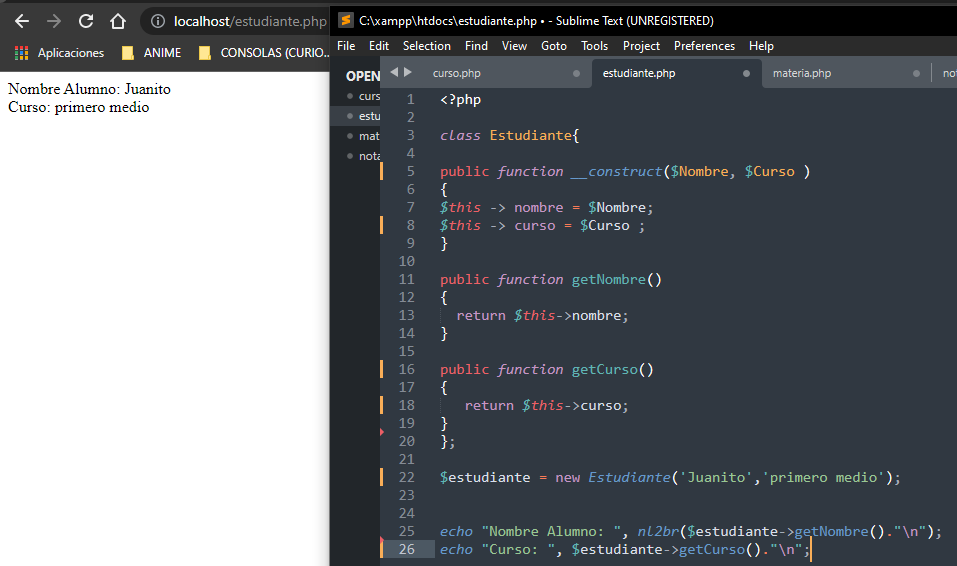 localhost/estudiante.php
Aplicaciones ANIME CONSOLAS (CURIO...
Nombre Alumno: Juanito
Curso: primero medio
C:\xampp\htdocs\estudiante.php • - Sublime Text (UNREGISTERED)
File Edit Selection Find View Goto Tools Project Preferences Help
OPEN
curs
estu
mat
nota
curso.php estudiante.php materia.php not
1 <?php
2
3 class Estudiante{
4
5 public function __construct($Nombre, $Curso )
6 {
7 $this -> nombre = $Nombre;
8 $this -> curso = $Curso ;
9 }
10
11 public function getNombre()
12 {
13 return $this->nombre;
14 }
15
16 public function getCurso()
17 {
18 return $this->curso;
19 }
20 };
21
22 $estudiante = new Estudiante('Juanito','primero medio');
23
24
25 echo "Nombre Alumno: ", nl2br($estudiante->getNombre()."\n");
26 echo "Curso: ", $estudiante->getCurso()."\n";